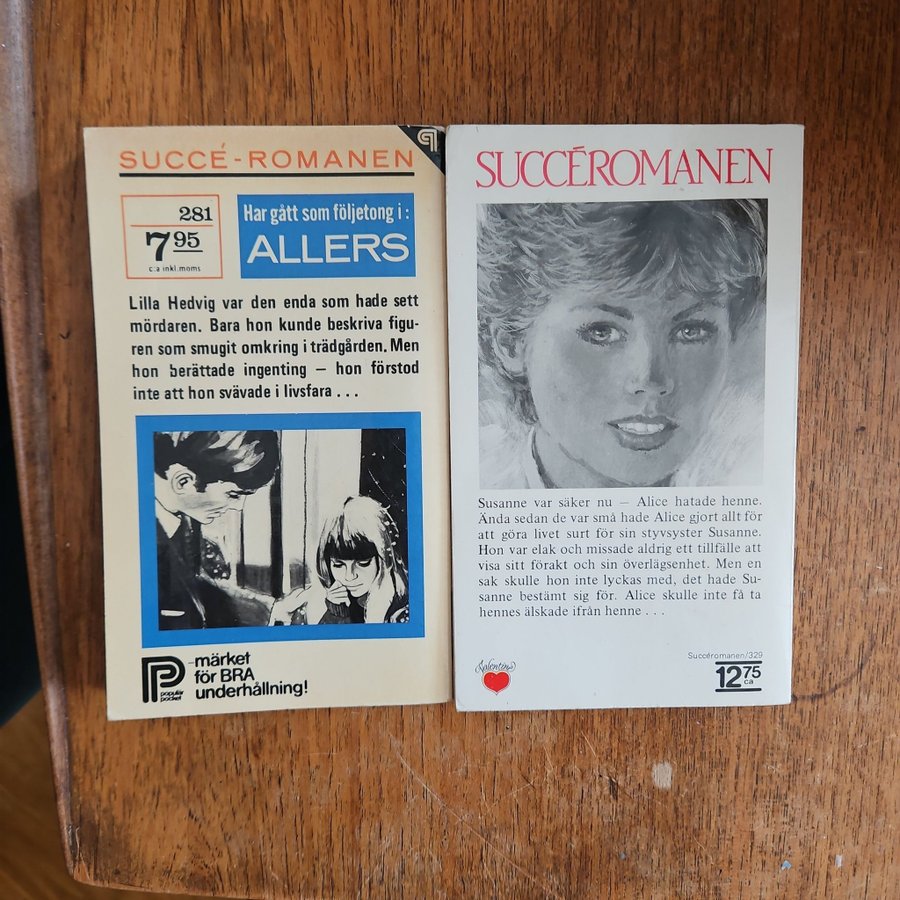 SUCCÉ-ROMANEN
281
7 95
c:a inkl. moms
Har gått som följetong i:
ALLERS
Lilla Hedvig var den enda som hade sett
mördaren. Bara hon kunde beskriva figu-
ren som smugit omkring i trädgården. Men
hon berättade ingenting – hon förstod
inte att hon svävade i livsfara . . .
P
populär
pocket
-märket
för BRA
underhållning!
SUCCÉROMANEN
Susanne var säker nu – Alice hatade henne.
Ända sedan de var små hade Alice gjort allt för
att göra livet surt för sin styvsyster Susanne.
Hon var elak och missade aldrig ett tillfälle att
visa sitt förakt och sin överlägsenhet. Men en
sak skulle hon inte lyckas med, det hade Su-
sanne bestämt sig för. Alice skulle inte få ta
hennes älskade ifrån henne . . .
Valentin
Succéromanen/329
12 75
ca